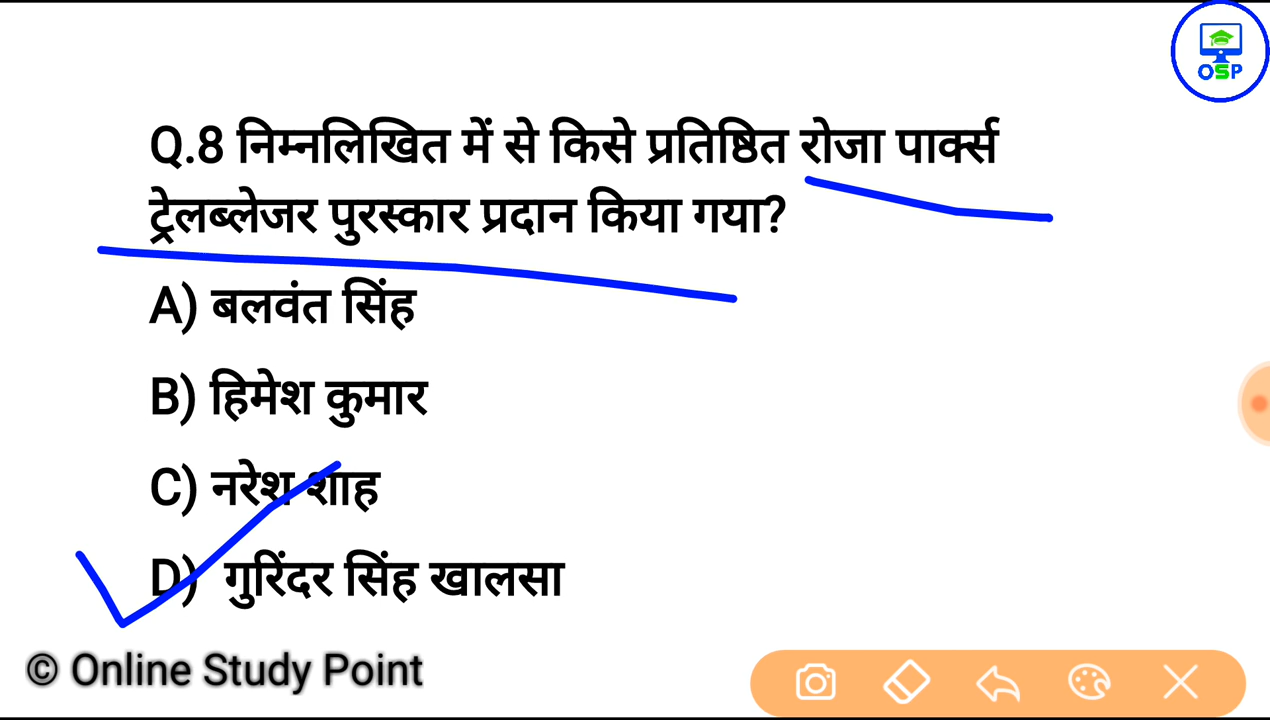 OSP
Q.8 निम्नलिखित में से किसे प्रतिष्ठित रोजा पार्क्स
ट्रेलब्लेजर पुरस्कार प्रदान किया गया?
A) बलवंत सिंह
B) हिमेश कुमार
C) नरेश शाह
D) गुरिंदर सिंह खालसा
© Online Study Point